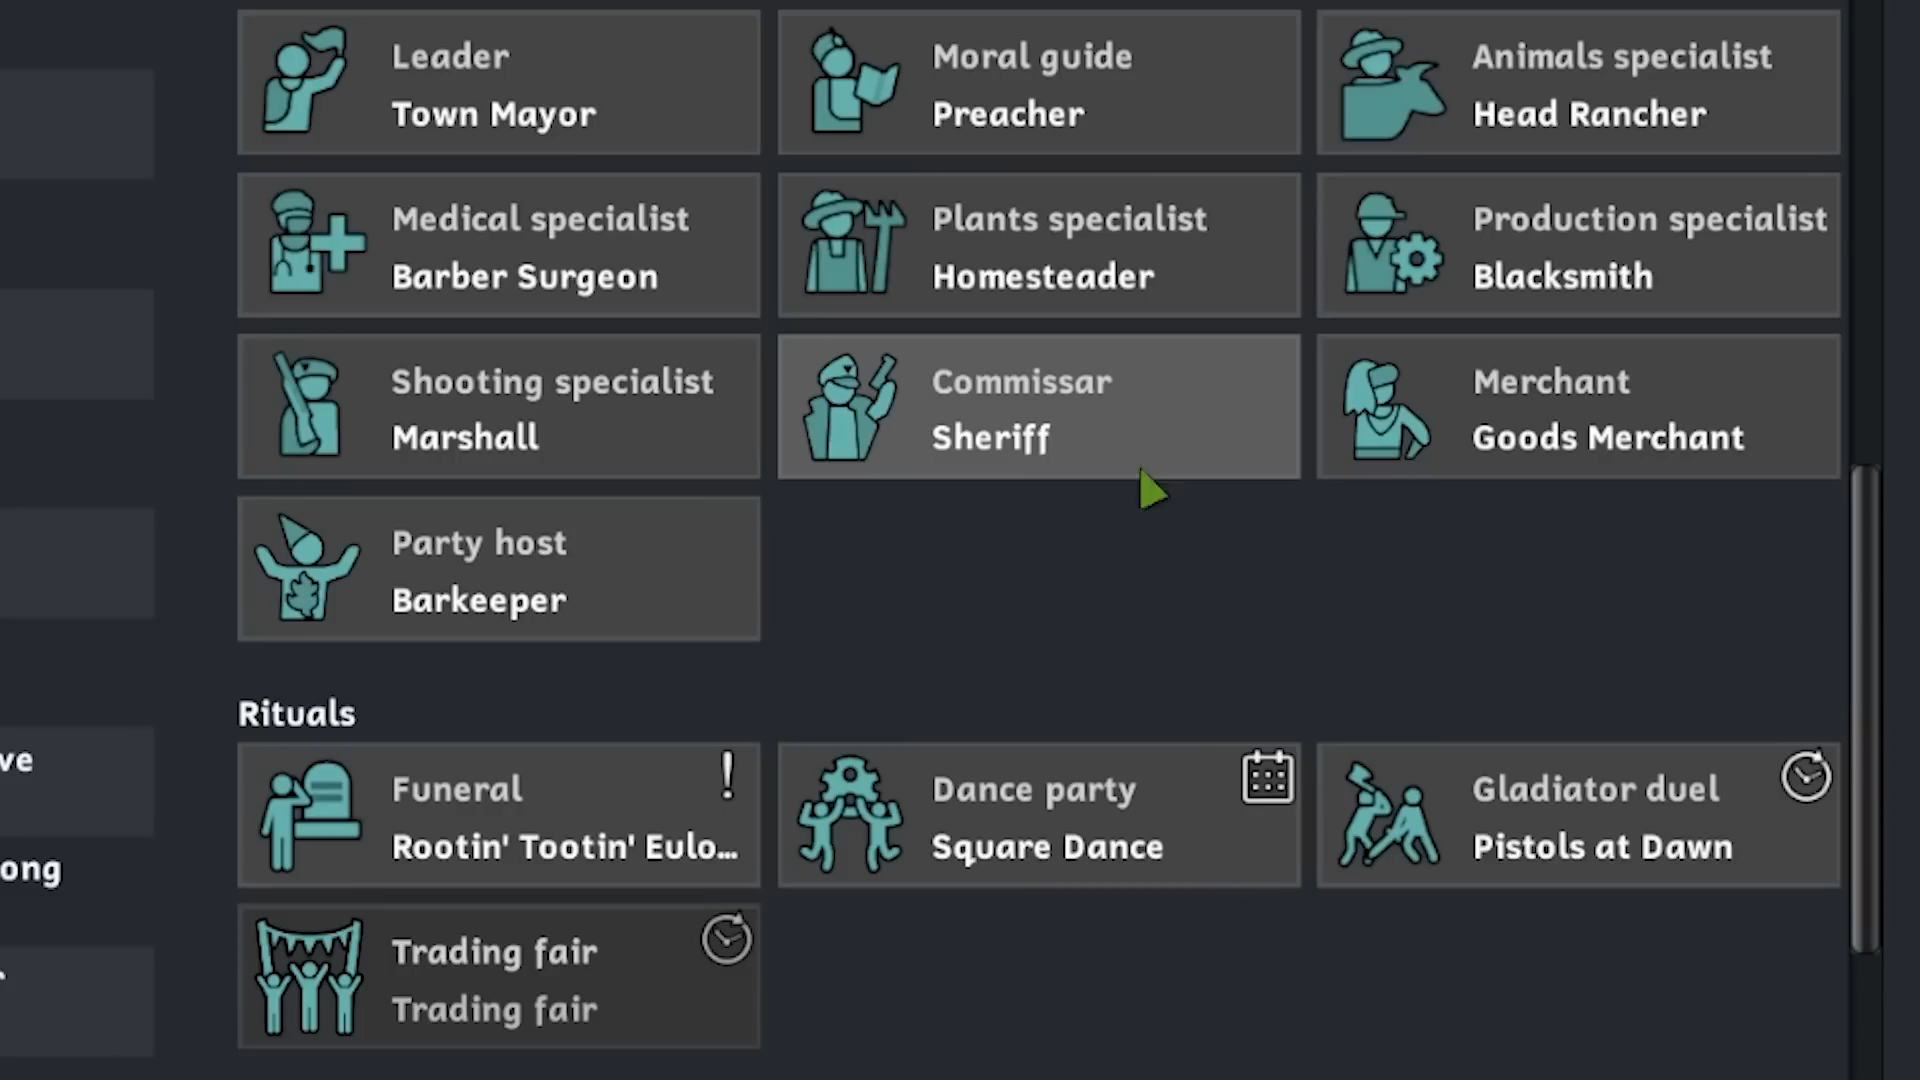 Leader
Town Mayor
Moral guide
Preacher
Animals specialist
Head Rancher
Medical specialist
Barber Surgeon
Plants specialist
Homesteader
Production specialist
Blacksmith
Shooting specialist
Marshall
Commissar
Sheriff
Merchant
Goods Merchant
Party host
Barkeeper
Rituals
ve
Funeral
Rootin' Tootin' Eulo...
Dance party
Square Dance
Gladiator duel
Pistols at Dawn
ong
Trading fair
Trading fair